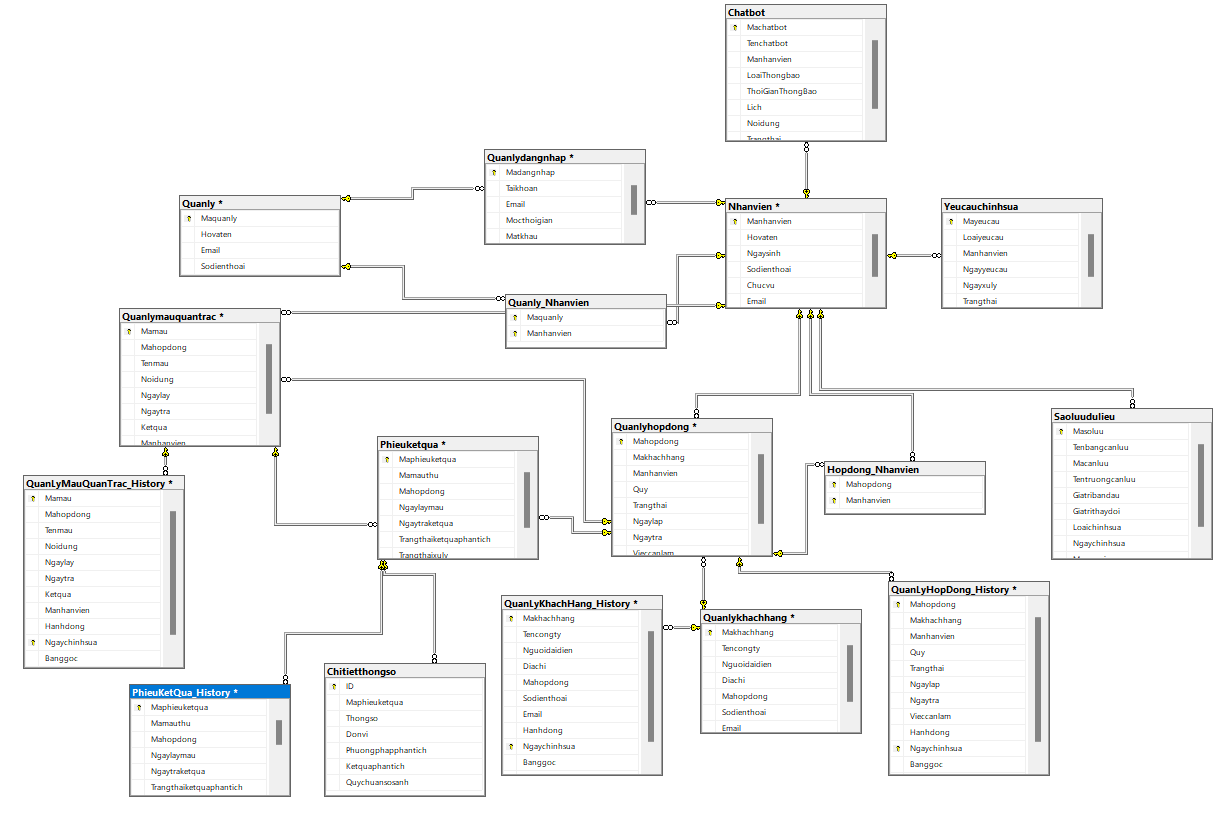 Chatbot
Machatbot
Tenchatbot
Manhanvien
LoaiThongbao
ThoiGianThongBao
Lich
Noidung
Trangthai
Quanlydangnhap *
Madangnhap
Taikhoan
Email
Mocthoigian
Matkhau
Quanly *
Maquanly
Hovaten
Email
Sodienthoai
Nhanvien *
Manhanvien
Hovaten
Ngaysinh
Sodienthoai
Chucvu
Email
Yeucauchinhsua
Mayeucau
Loaiyeucau
Manhanvien
Ngayyeucau
Ngayxuly
Trangthai
Quanly_Nhanvien
Maquanly
Manhanvien
Quanlymauquantrac *
Mamau
Mahopdong
Tenmau
Noidung
Ngaylay
Ngaytra
Ketqua
Manhanvien
Phieuketqua *
Maphieuketqua
Mamauthu
Mahopdong
Ngaylaymau
Ngaytraketqua
Trangthaiketquaphantich
Trangthaixuly
Quanlyhopdong *
Mahopdong
Makhachhang
Manhanvien
Quy
Trangthai
Ngaylap
Ngaytra
Vieccanlam
Hopdong_Nhanvien
Mahopdong
Manhanvien
Saoluudulieu
Masoluu
Tenbangcanluu
Macanluu
Tentruongcanluu
Giatribandau
Giatrithaydoi
Loaichinhsua
Ngaychinhsua
QuanLyMauQuanTrac_History *
Mamau
Mahopdong
Tenmau
Noidung
Ngaylay
Ngaytra
Ketqua
Manhanvien
Hanhdong
Ngaychinhsua
Banggoc
PhieuKetQua_History *
Maphieuketqua
Mamauthu
Mahopdong
Ngaylaymau
Ngaytraketqua
Trangthaiketquaphantich
Chitietthongso
ID
Maphieuketqua
Thongso
Donvi
Phuongphapphantich
Ketquaphantich
Quychuansosanh
QuanLyKhachHang_History *
Makhachhang
Tencongty
Nguoidaidien
Diachi
Mahopdong
Sodienthoai
Email
Hanhdong
Ngaychinhsua
Banggoc
Quanlykhachhang *
Makhachhang
Tencongty
Nguoidaidien
Diachi
Mahopdong
Sodienthoai
Email
QuanLyHopDong_History *
Mahopdong
Makhachhang
Manhanvien
Quy
Trangthai
Ngaylap
Ngaytra
Vieccanlam
Hanhdong
Ngaychinhsua
Banggoc